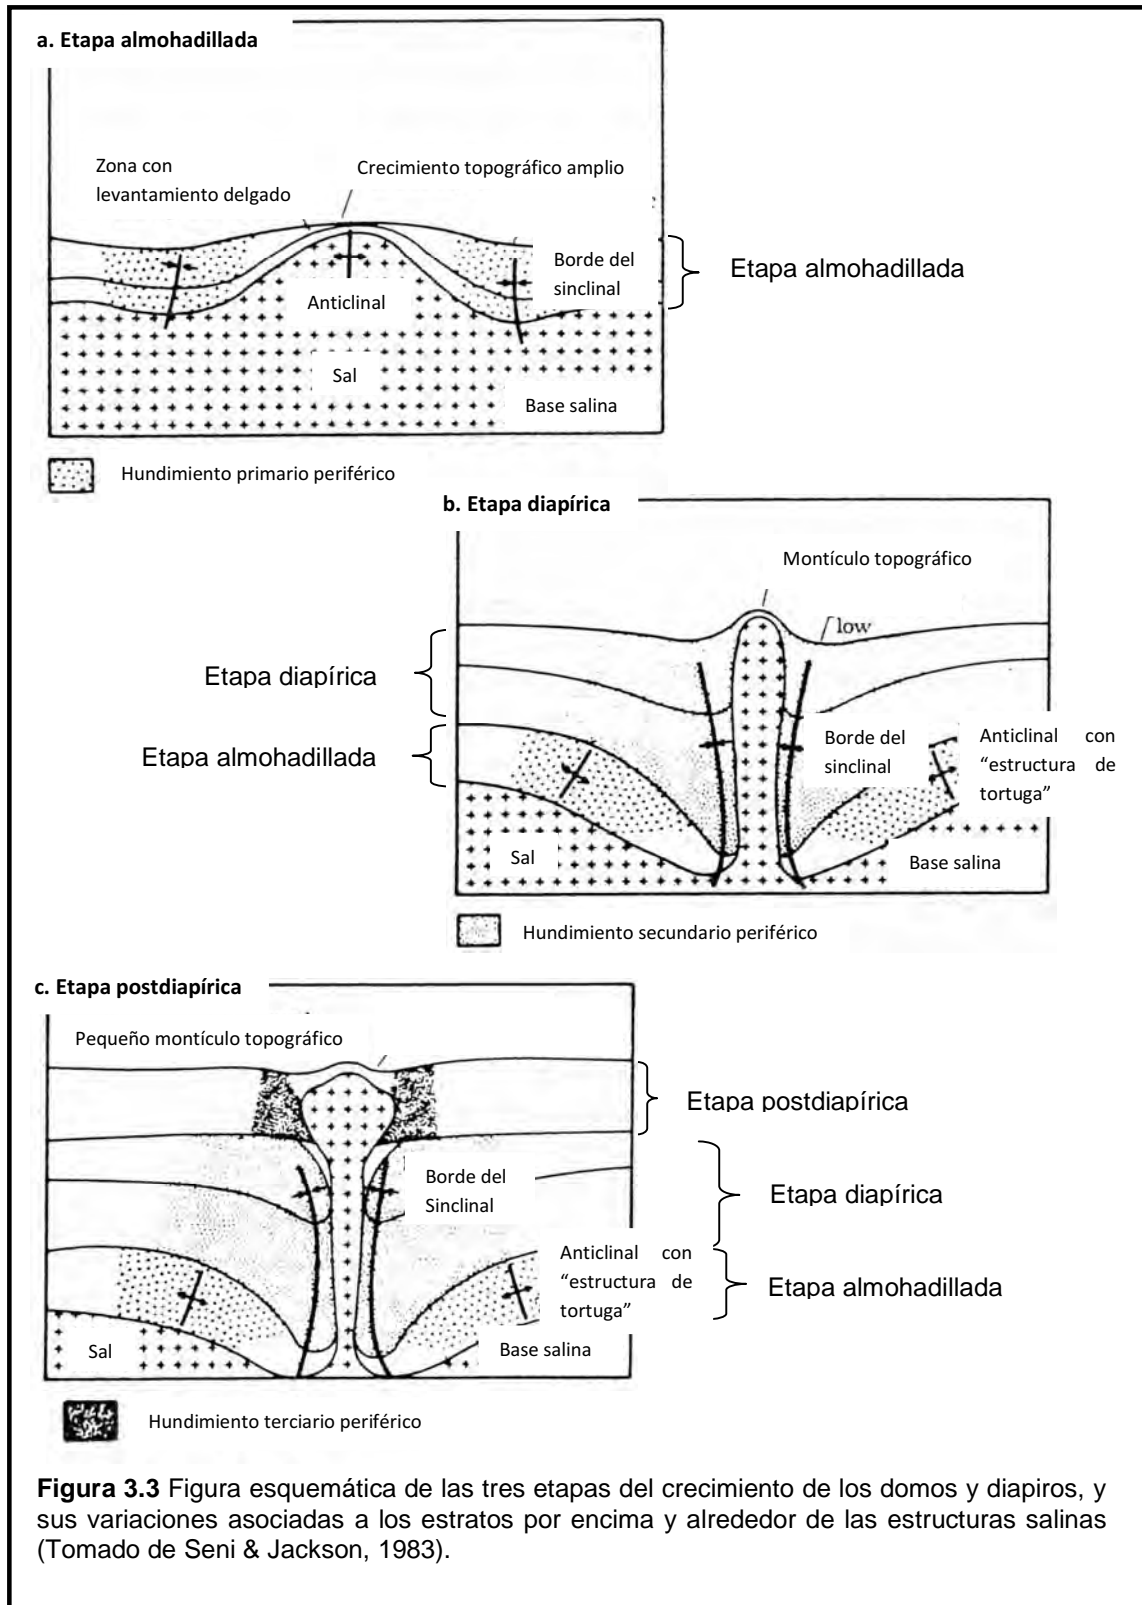 a. Etapa almohadillada
Zona con
levantamiento delgado
Crecimiento topográfico amplio
Borde del
sinclinal
Etapa almohadillada
Anticlinal
Sal
Base salina
Hundimiento primario periférico
b. Etapa diapírica
Montículo topográfico
low
Etapa diapírica
Etapa almohadillada
Borde del
sinclinal
Anticlinal con
“estructura de
tortuga”
Sal
Base salina
Hundimiento secundario periférico
c. Etapa postdiapírica
Pequeño montículo topográfico
Etapa postdiapírica
Borde del
Sinclinal
Etapa diapírica
Anticlinal con
“estructura de
tortuga”
Etapa almohadillada
Sal
Base salina
Hundimiento terciario periférico
Figura 3.3 Figura esquemática de las tres etapas del crecimiento de los domos y diapiros, y
sus variaciones asociadas a los estratos por encima y alrededor de las estructuras salinas
(Tomado de Seni & Jackson, 1983).